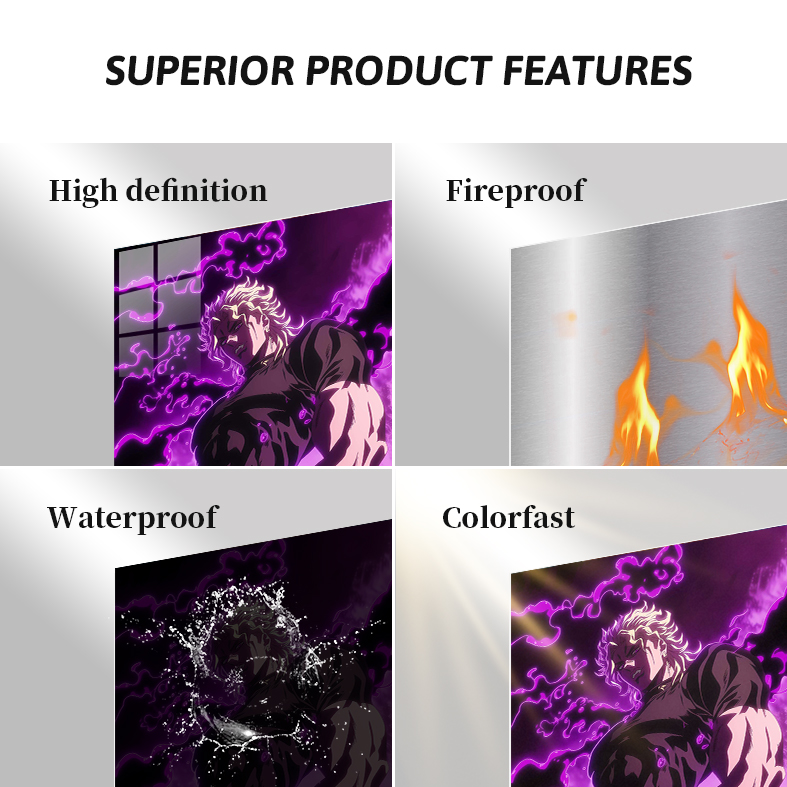 SUPERIOR PRODUCT FEATURES
High definition
Fireproof
Waterproof
Colorfast